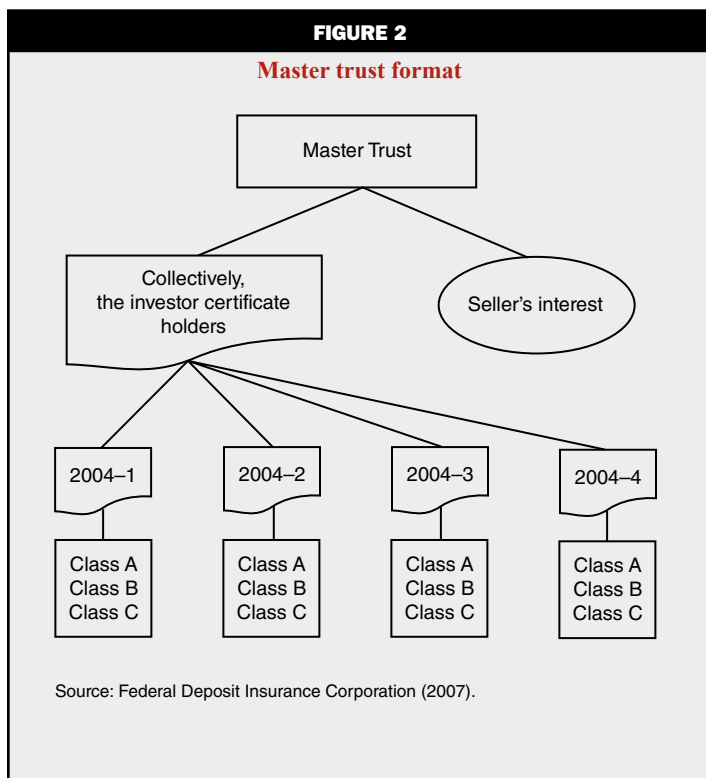 FIGURE 2
Master trust format
Master Trust
Collectively,
the investor certificate
holders
Seller’s interest
2004–1
2004–2
2004–3
2004–4
Class A
Class B
Class C
Class A
Class B
Class C
Class A
Class B
Class C
Class A
Class B
Class C
Source: Federal Deposit Insurance Corporation (2007).